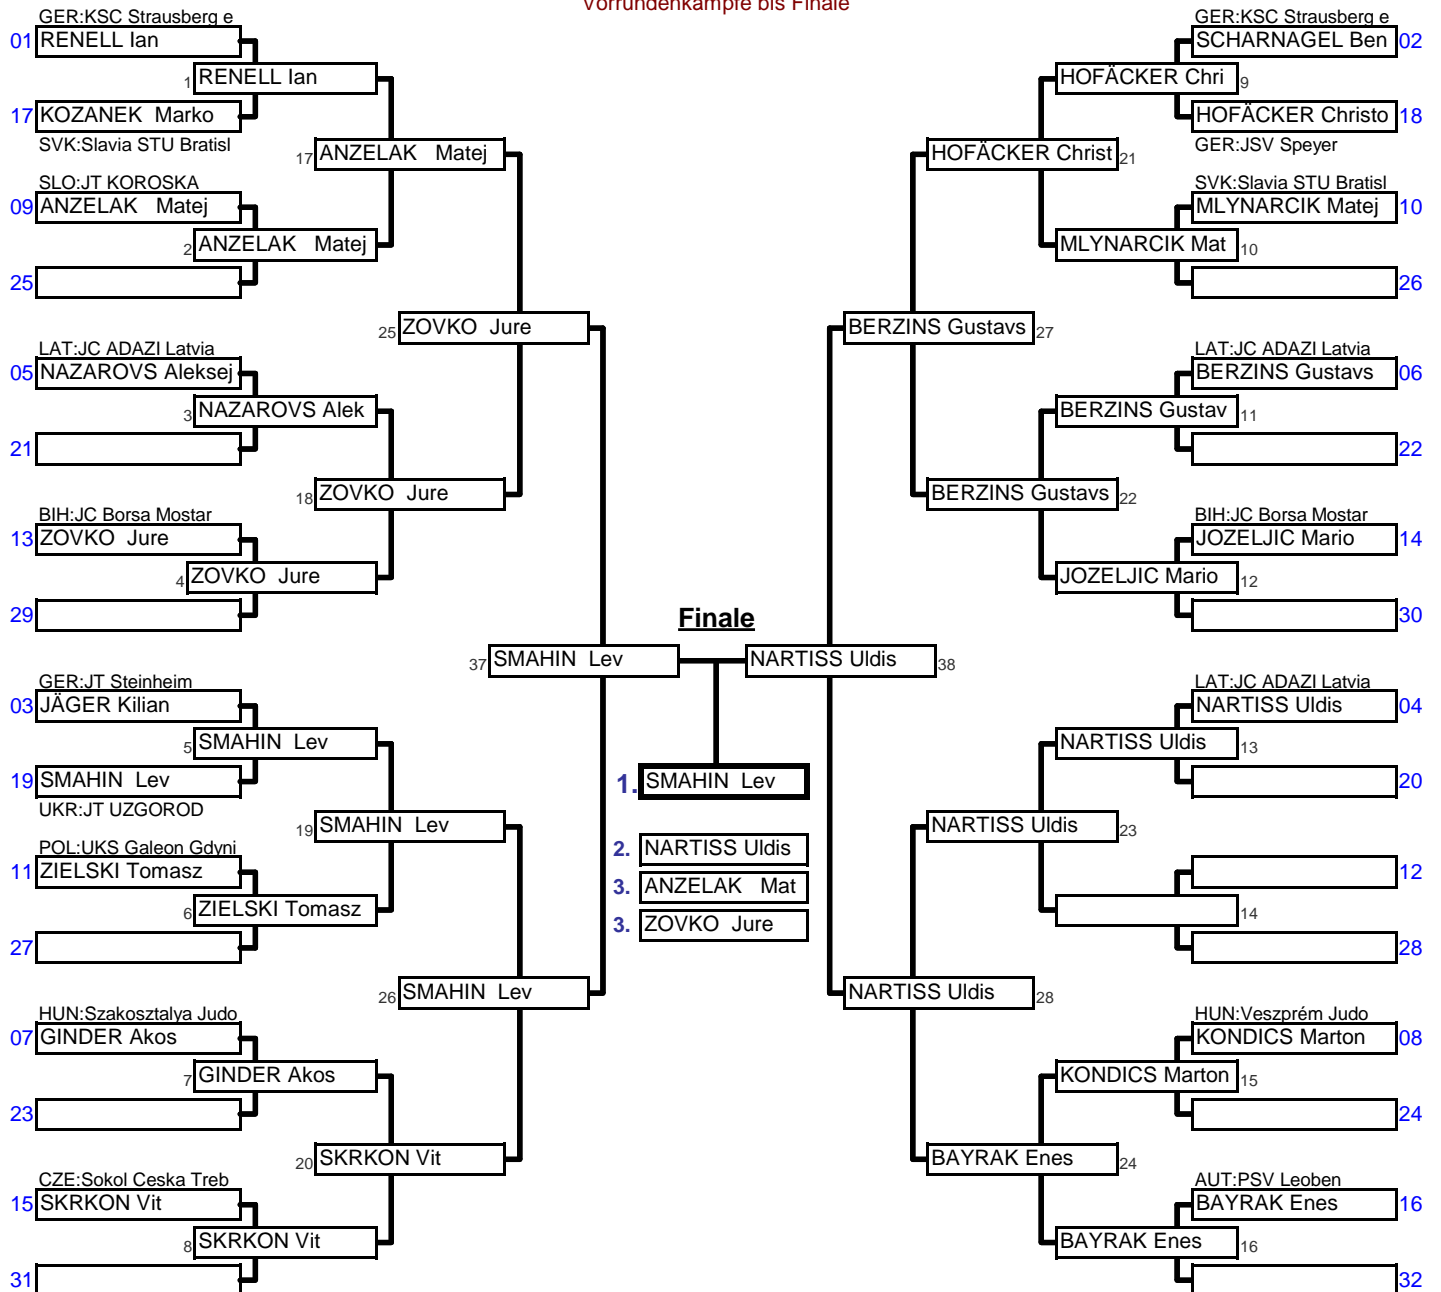 Vorrundenkämpfe bis Finale
GER:KSC Strausberg e
01 RENELL Ian
1 RENELL Ian
17 KOZANEK Marko
SVK:Slavia STU Bratisl
17 ANZELAK Matej
SLO:JT KOROSKA
09 ANZELAK Matej
2 ANZELAK Matej
25
25 ZOVKO Jure
LAT:JC ADAZI Latvia
05 NAZAROVS Aleksej
3 NAZAROVS Alek
21
18 ZOVKO Jure
BIH:JC Borsa Mostar
13 ZOVKO Jure
4 ZOVKO Jure
29
37 SMAHIN Lev
GER:JT Steinheim
03 JÄGER Kilian
5 SMAHIN Lev
19 SMAHIN Lev
UKR:JT UZGOROD
19 SMAHIN Lev
POL:UKS Galeon Gdyni
11 ZIELSKI Tomasz
6 ZIELSKI Tomasz
27
26 SMAHIN Lev
HUN:Szakosztalya Judo
07 GINDER Akos
7 GINDER Akos
23
20 SKRKON Vit
CZE:Sokol Ceska Treb
15 SKRKON Vit
8 SKRKON Vit
31
Finale
1. SMAHIN Lev
2. NARTISS Uldis
3. ANZELAK Mat
3. ZOVKO Jure
GER:KSC Strausberg e
SCHARNAGEL Ben 02
HOFÄCKER Chri 9
HOFÄCKER Christo 18
GER:JSV Speyer
HOFÄCKER Christ 21
SVK:Slavia STU Bratisl
MLYNARCIK Matej 10
MLYNARCIK Mat 10
26
BERZINS Gustavs 27
LAT:JC ADAZI Latvia
BERZINS Gustavs 06
BERZINS Gustav 11
22
BERZINS Gustavs 22
BIH:JC Borsa Mostar
JOZELJIC Mario 14
JOZELJIC Mario 12
30
NARTISS Uldis 38
LAT:JC ADAZI Latvia
NARTISS Uldis 04
NARTISS Uldis 13
20
NARTISS Uldis 23
12
14
28
NARTISS Uldis 28
HUN:Veszprém Judo
KONDICS Marton 08
KONDICS Marton 15
24
BAYRAK Enes 24
AUT:PSV Leoben
BAYRAK Enes 16
BAYRAK Enes 16
32